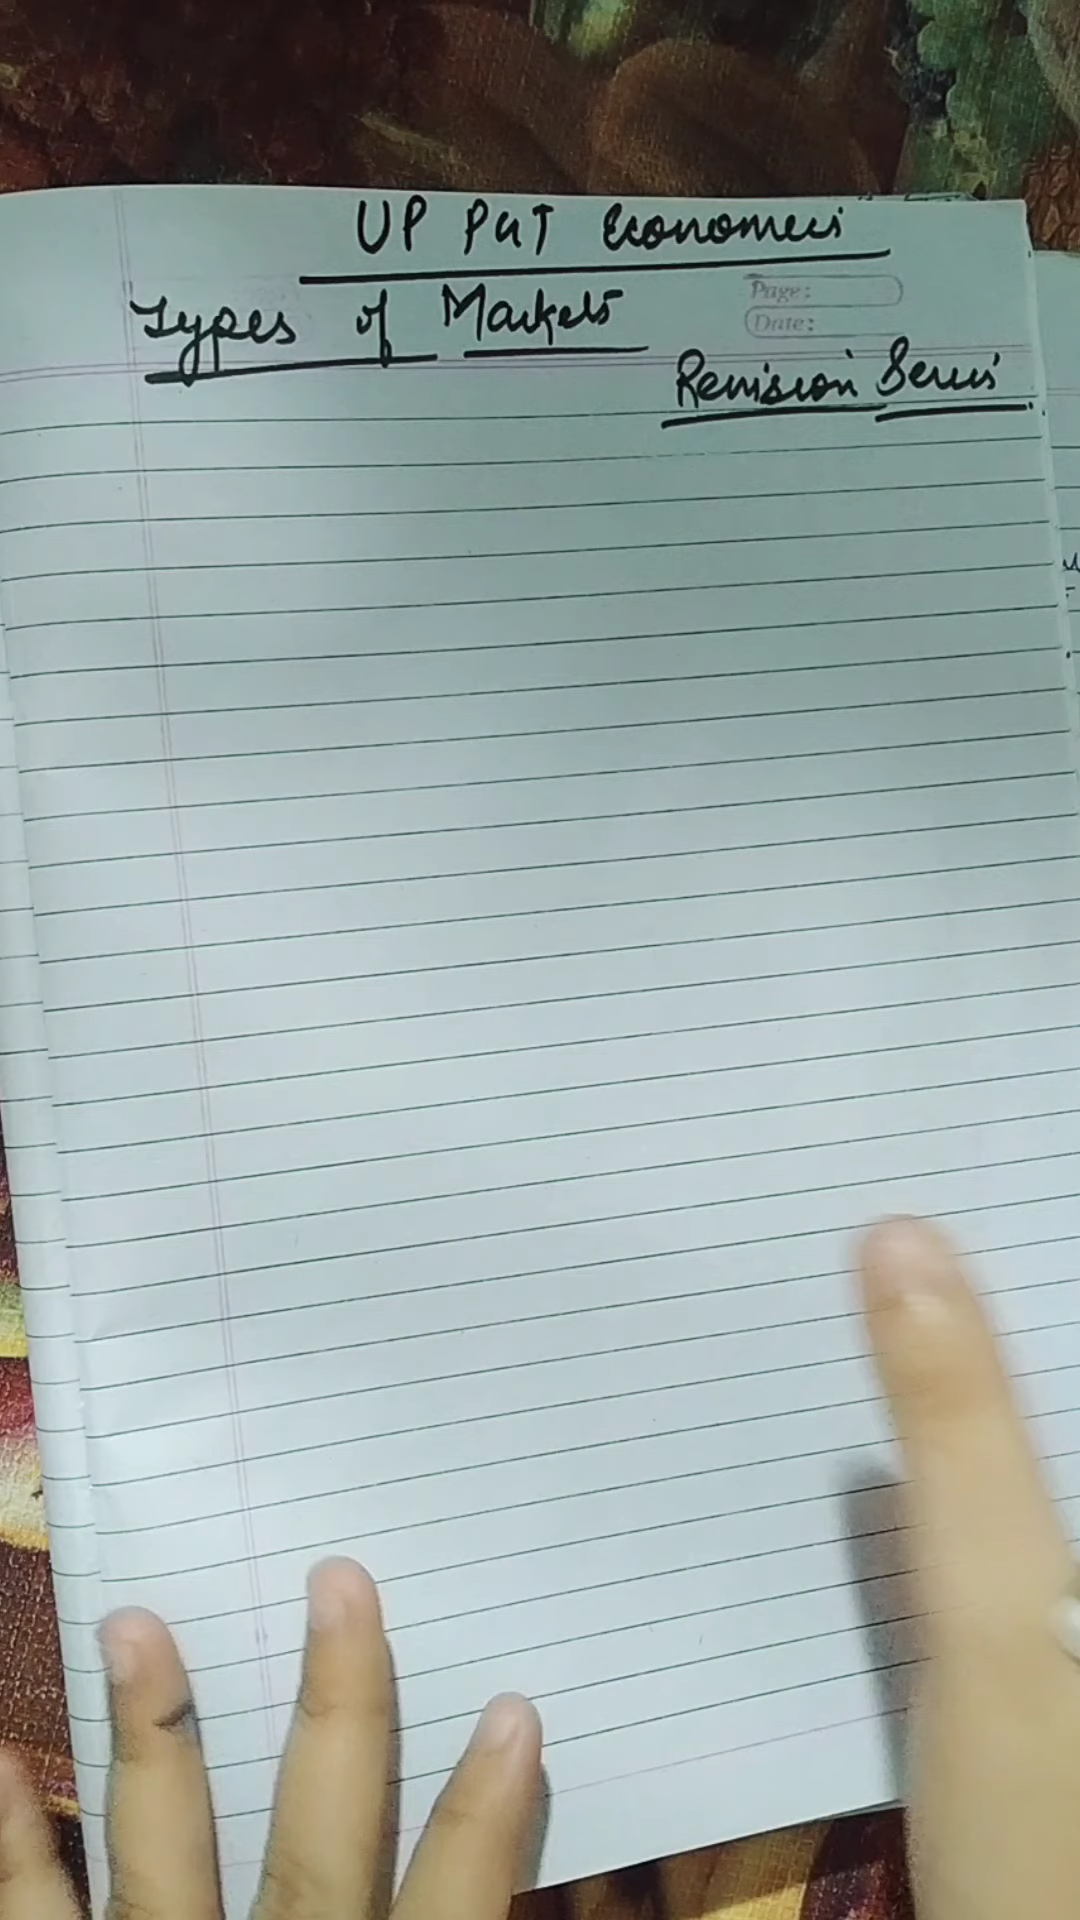 UP PGT Economics
Types of Markets
Page:
Date:
Revision Series